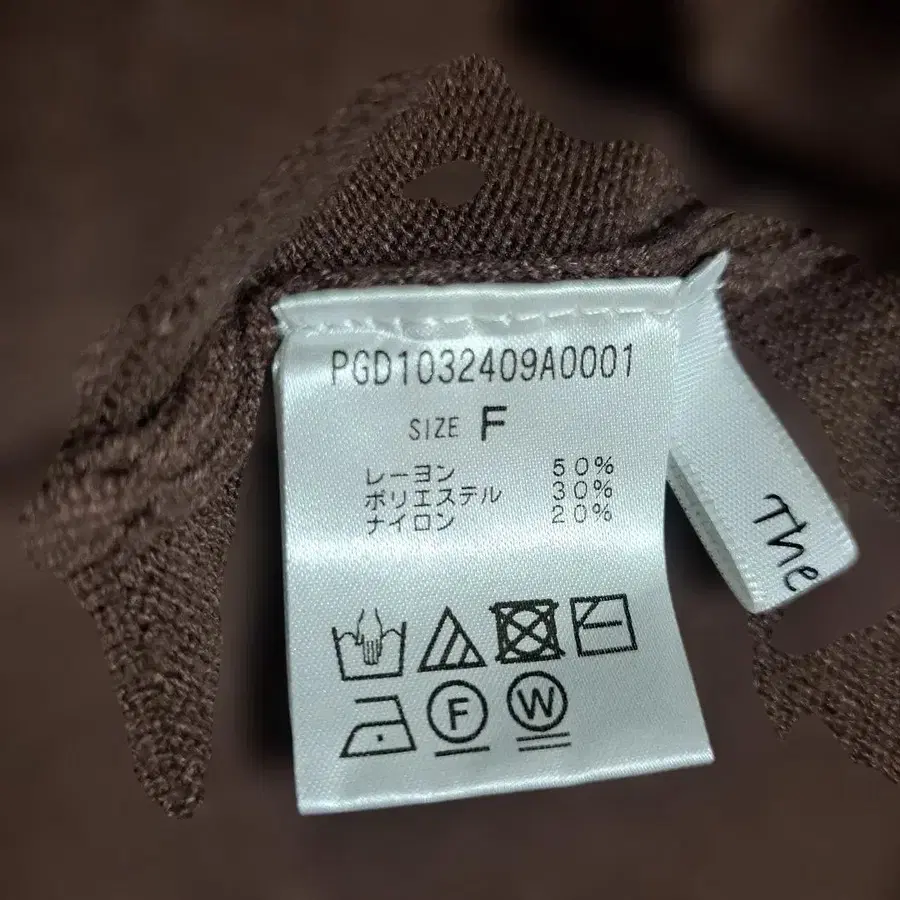 PGD1032409A0001
SIZE F
レーヨン 50%
ポリエステル 30%
ナイロン 20%
F W
The